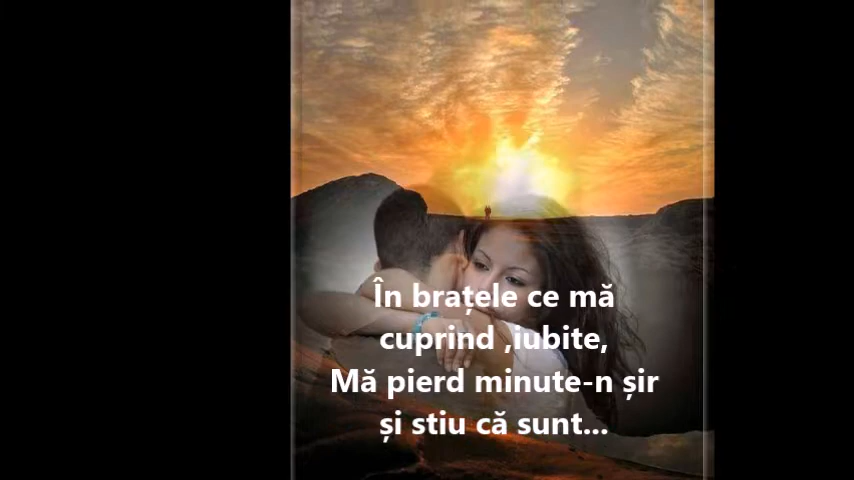 În brațele ce mă
cuprind ,iubite,
Mă pierd minute-n șir
și stiu că sunt...